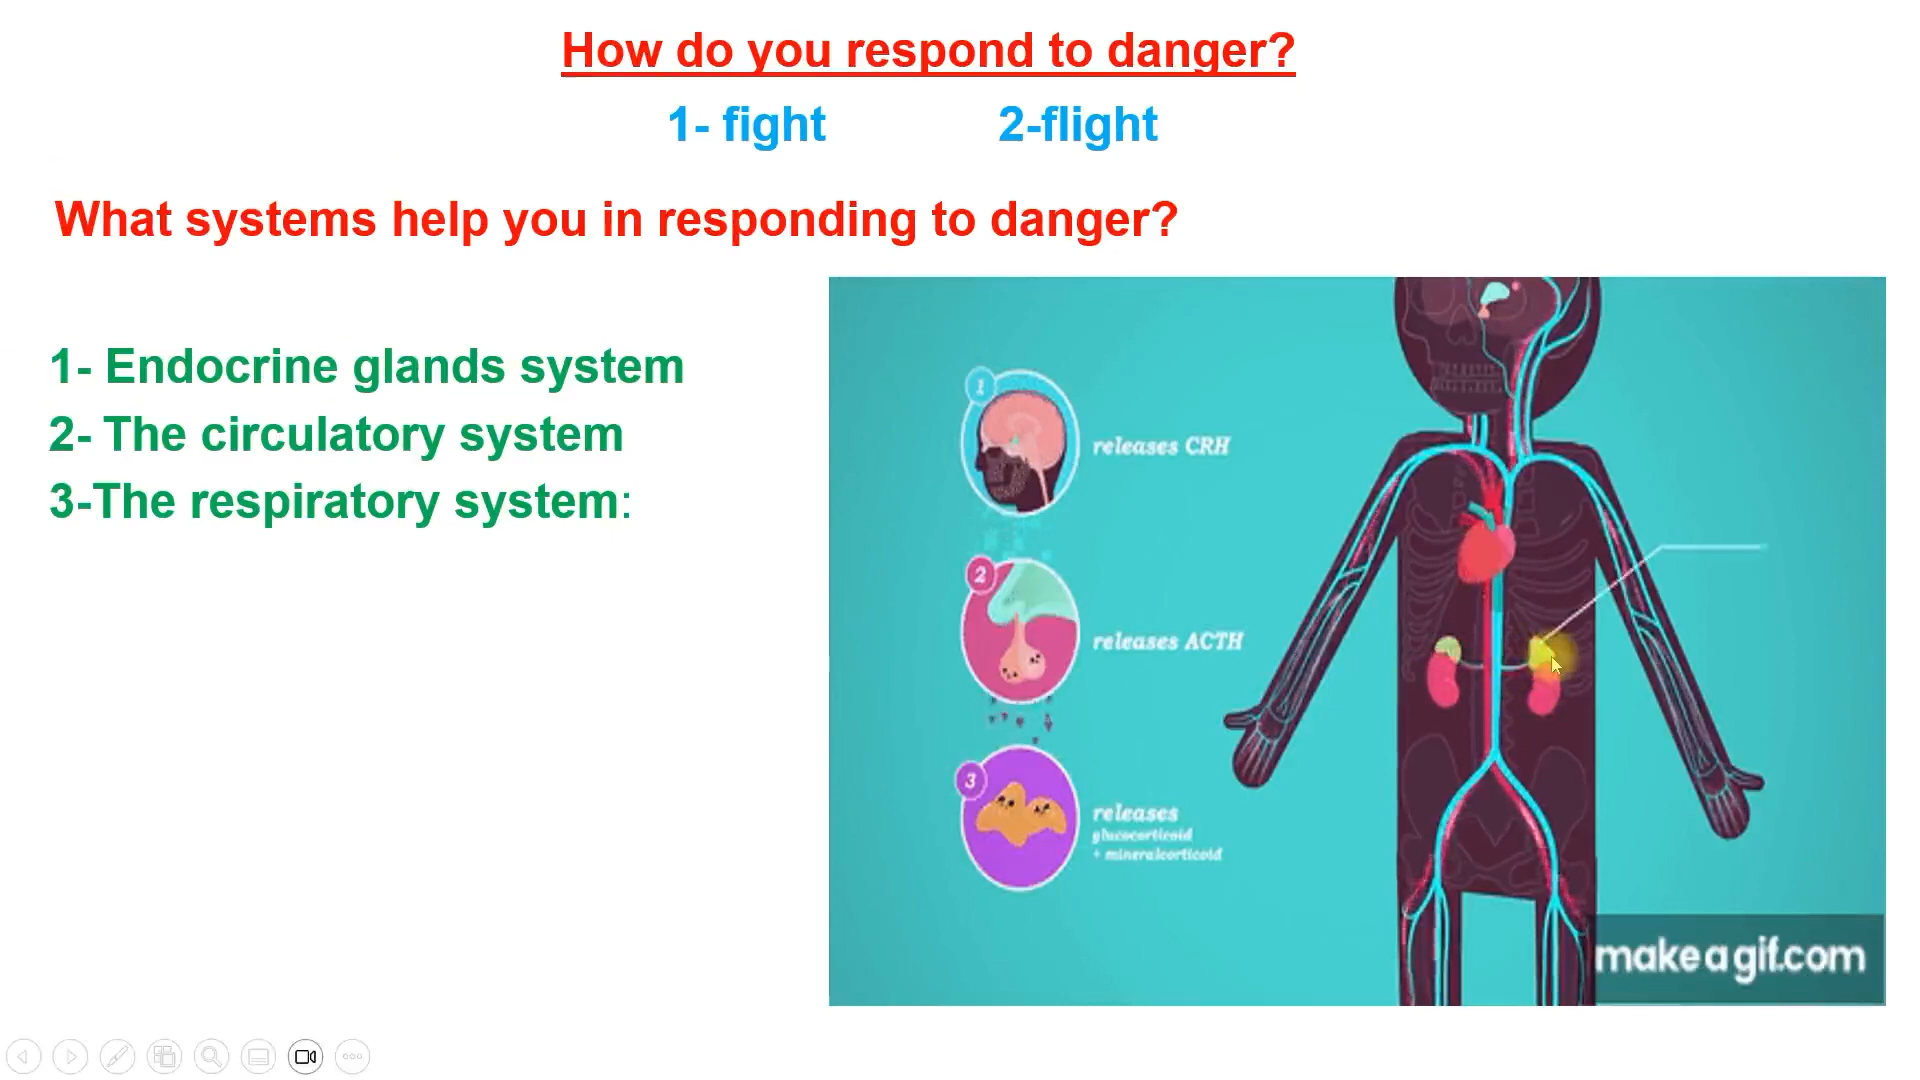 How do you respond to danger?
1- fight 2-flight
What systems help you in responding to danger?
1- Endocrine glands system
2- The circulatory system
3-The respiratory system:
1
releases CRH
2
releases ACTH
3
releases
glucocorticoid
+ mineralcorticoid
makeagif.com